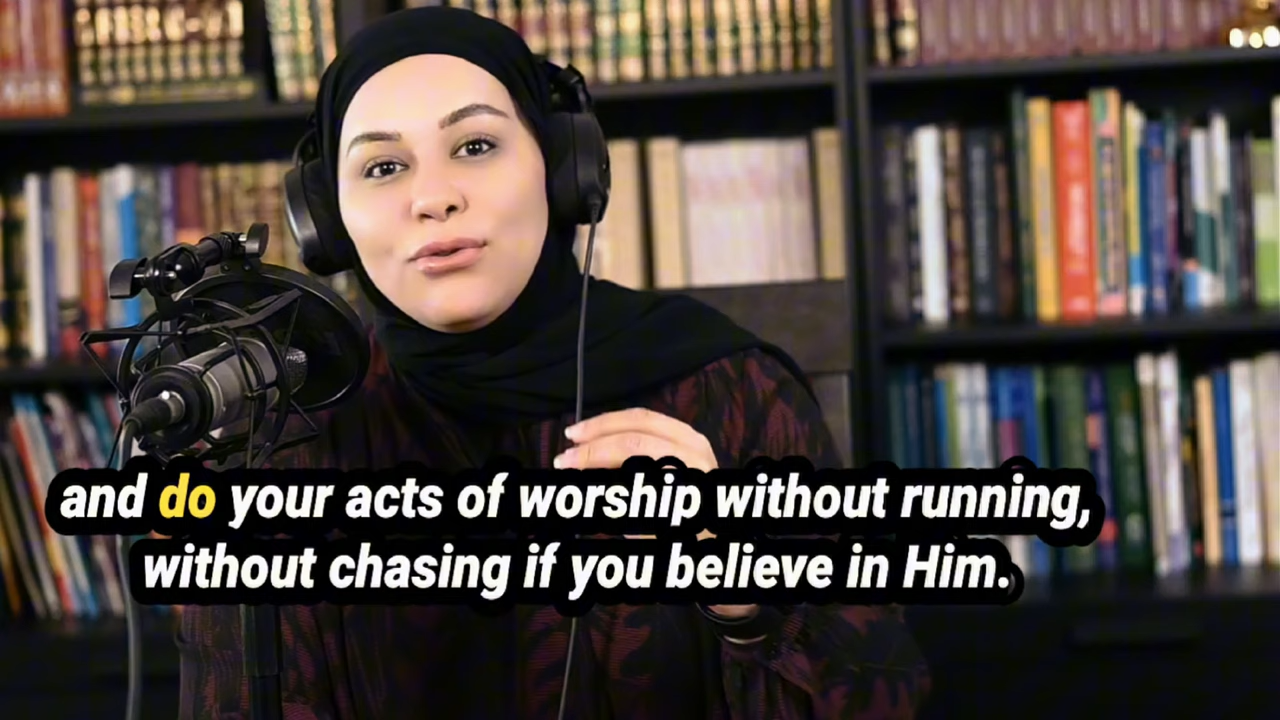 and do your acts of worship without running,
without chasing if you believe in Him.